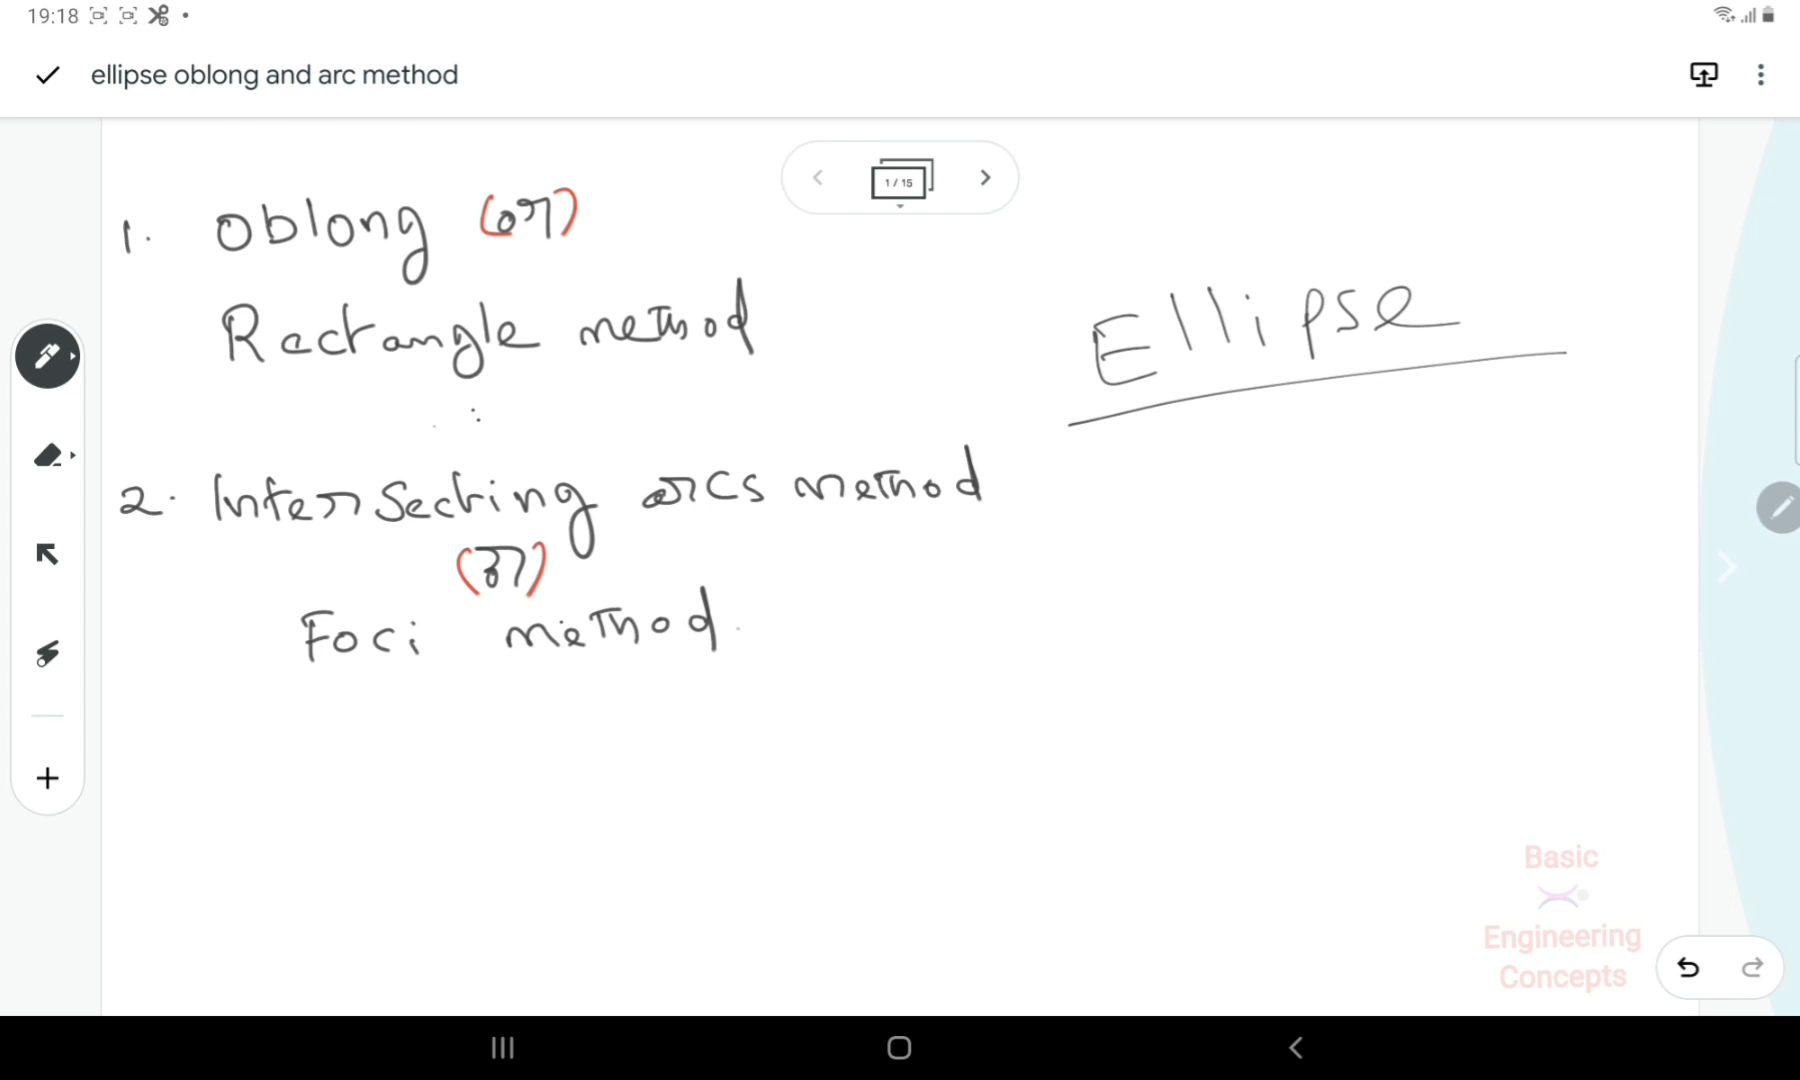 19:18
ellipse oblong and arc method
1 / 15
1. Oblong (or)
Rectangle method
Ellipse
2. Intersecting arcs method
(or)
Foci method.
Basic
Engineering
Concepts